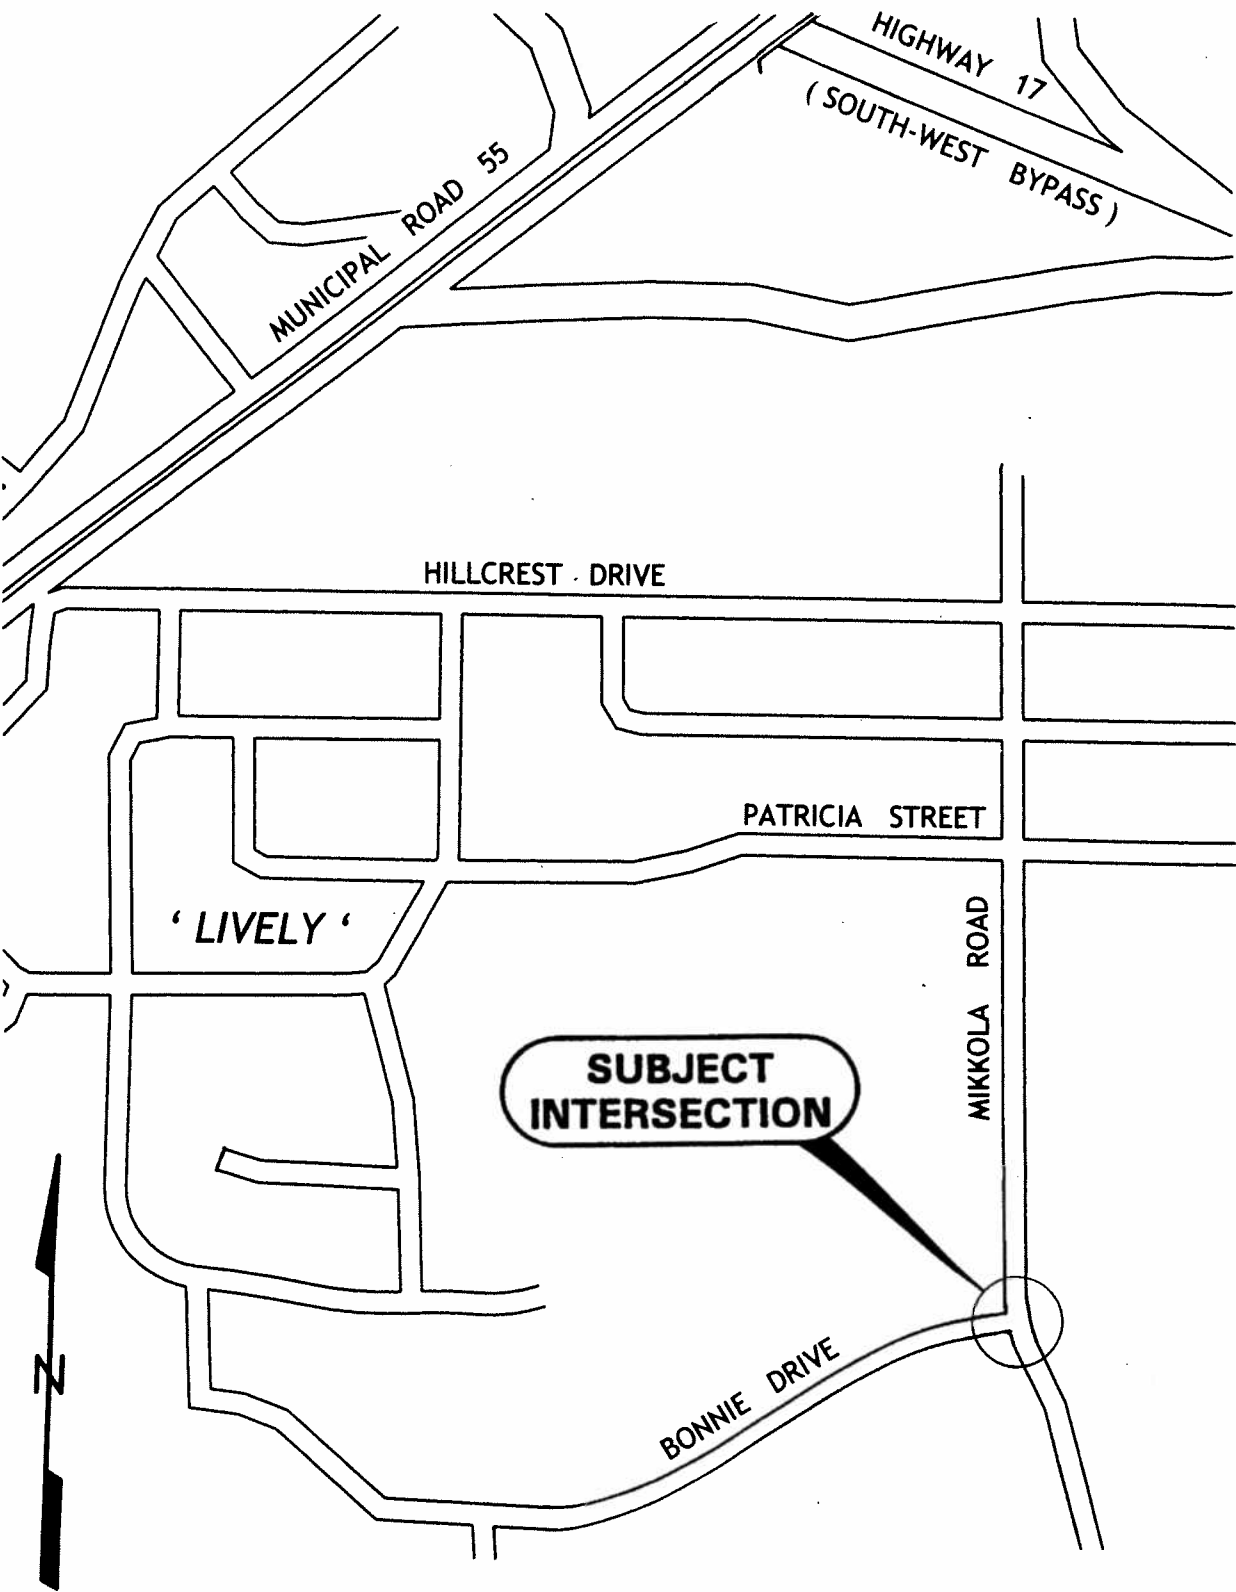 HIGHWAY 17
( SOUTH-WEST BYPASS )
MUNICIPAL ROAD 55
HILLCREST DRIVE
PATRICIA STREET
‘ LIVELY ‘
MIKKOLA ROAD
SUBJECT
INTERSECTION
BONNIE DRIVE
N